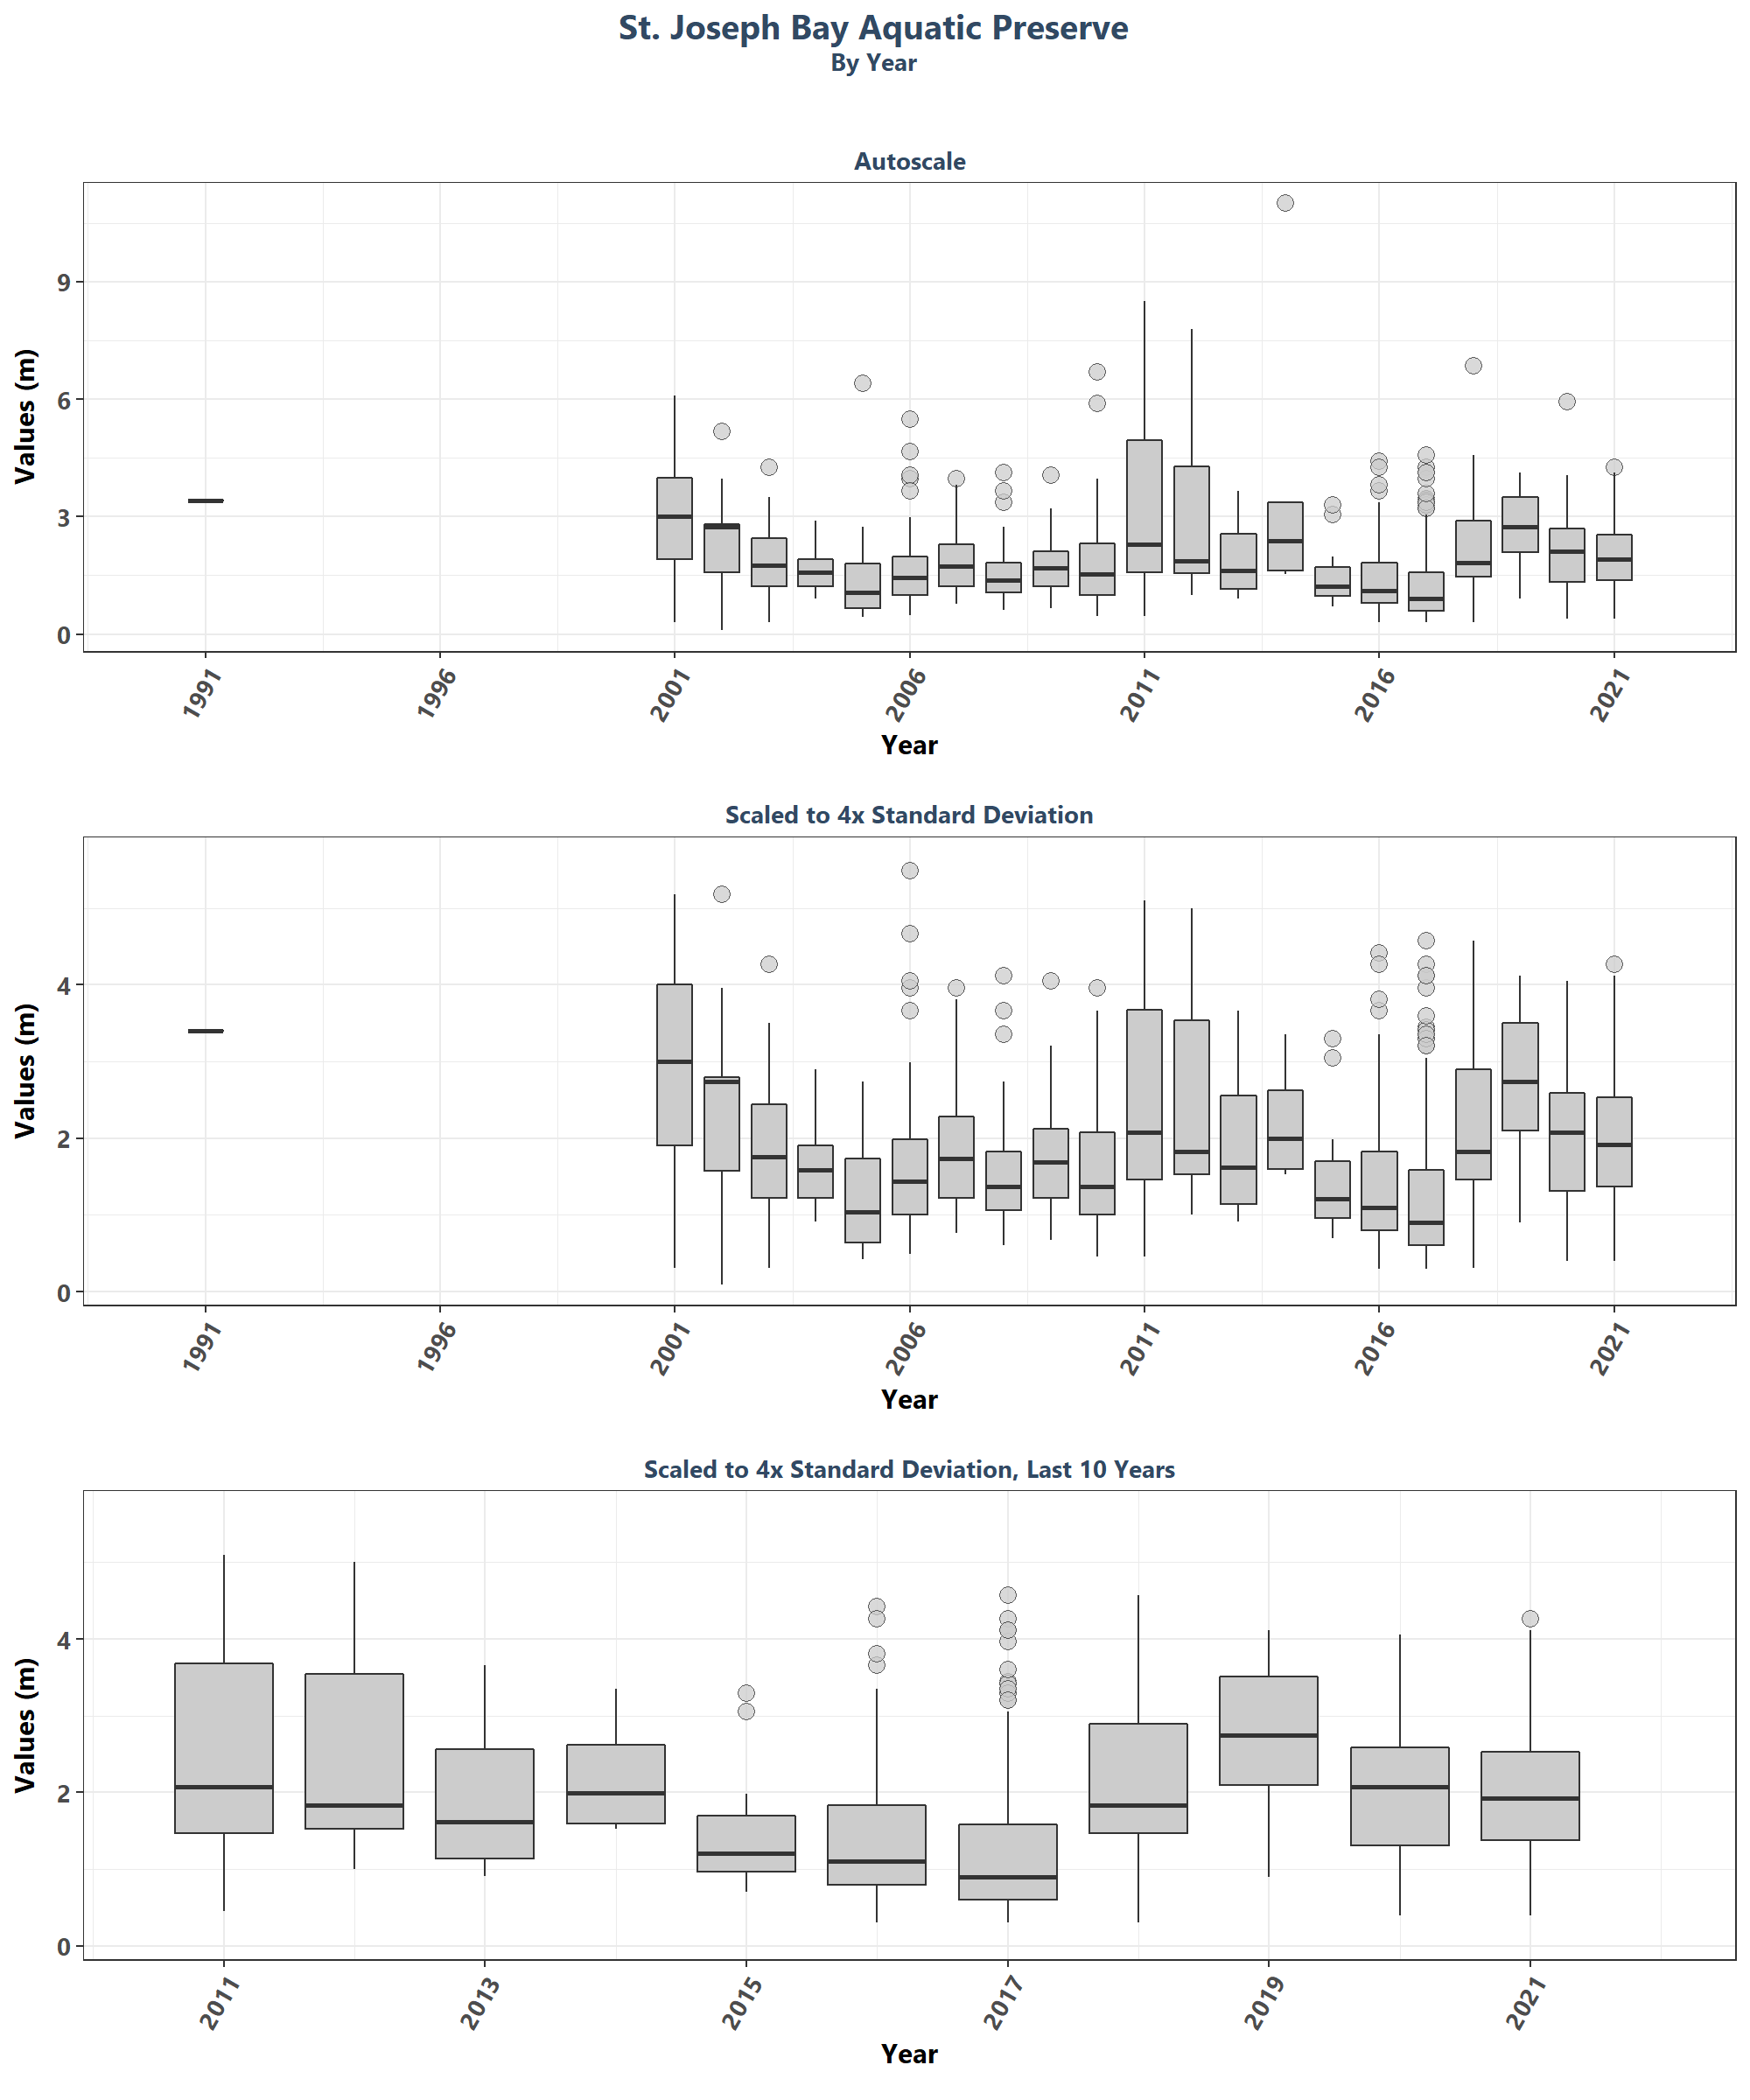 St. Joseph Bay Aquatic Preserve
By Year
Autoscale
Values (m)
9
6
3
0
1991 1996 2001 2006 2011 2016 2021
Year
Scaled to 4x Standard Deviation
Values (m)
4
2
0
1991 1996 2001 2006 2011 2016 2021
Year
Scaled to 4x Standard Deviation, Last 10 Years
Values (m)
4
2
0
2011 2013 2015 2017 2019 2021
Year